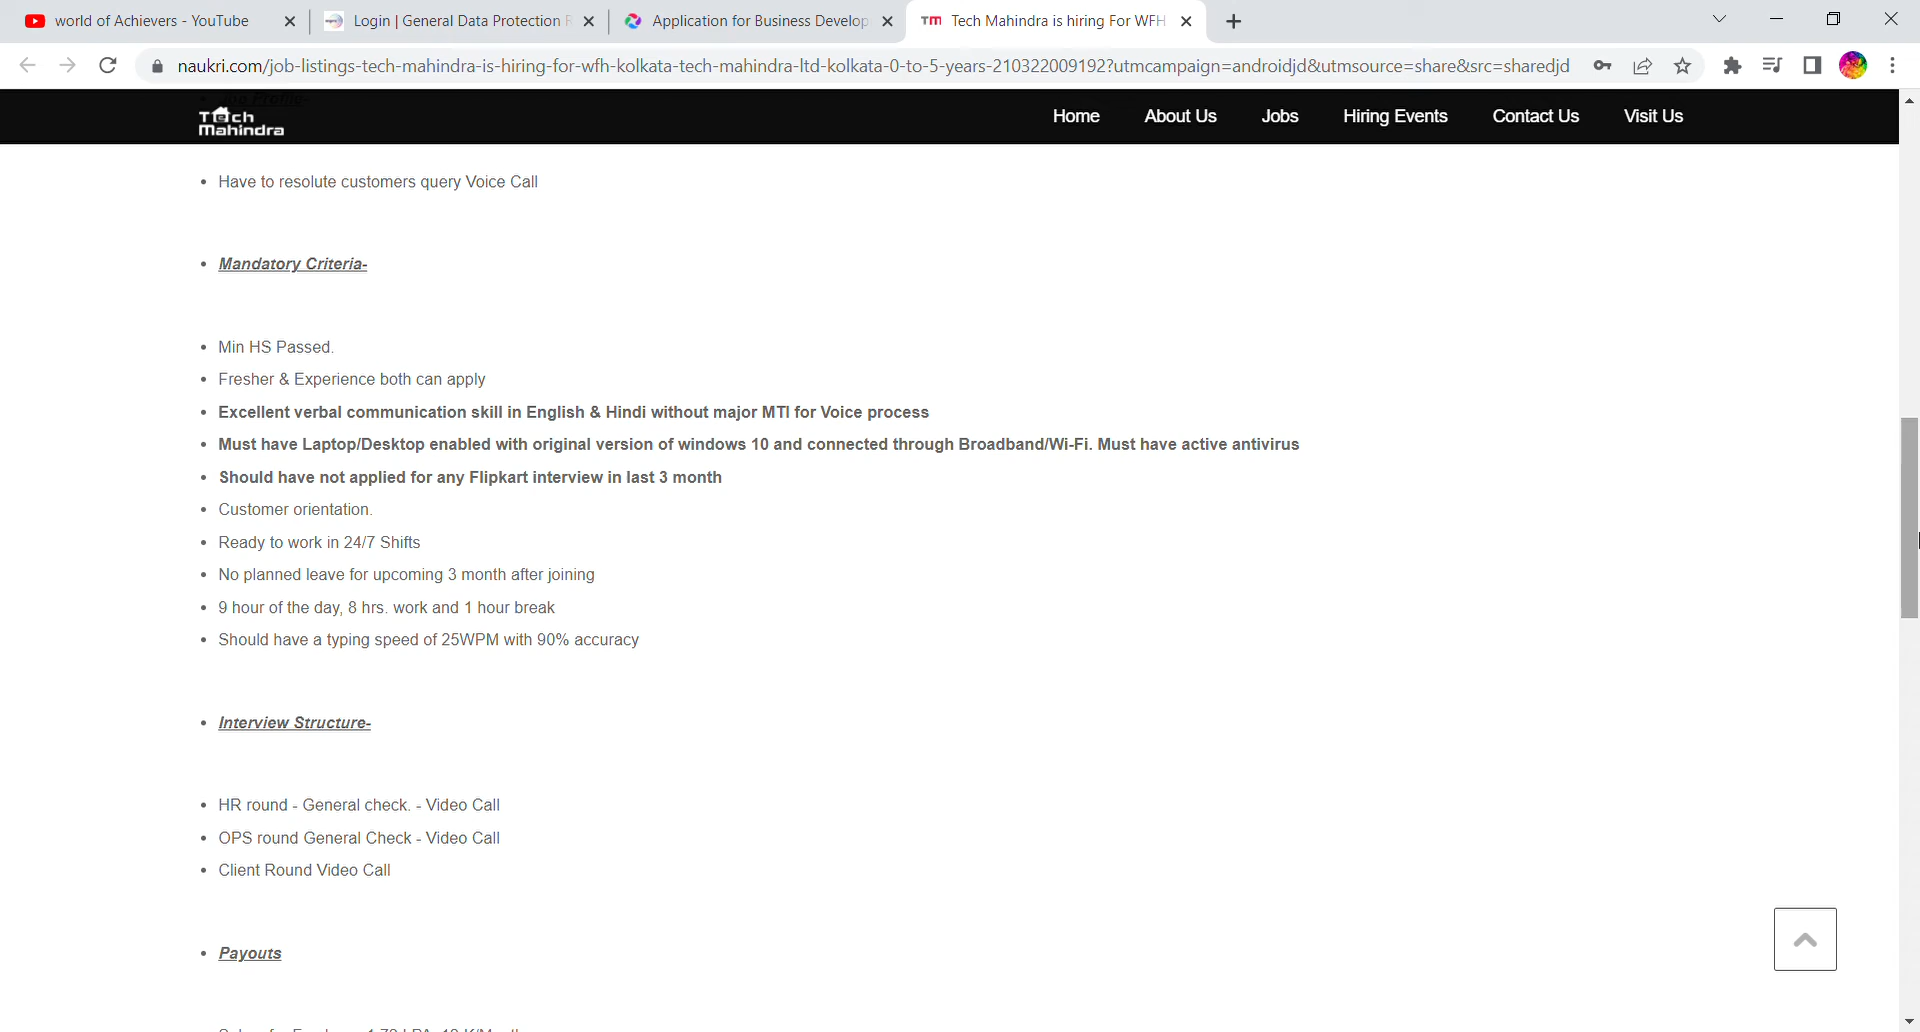 world of Achievers - YouTube
Login | General Data Protection
Application for Business Develop
TM Tech Mahindra is hiring For WFH
naukri.com/job-listings-tech-mahindra-is-hiring-for-wfh-kolkata-tech-mahindra-ltd-kolkata-0-to-5-years-210322009192?utmcampaign=androidjd&utmsource=share&src=sharedjd
Tech
Mahindra
Home About Us Jobs Hiring Events Contact Us Visit Us
• Have to resolute customers query Voice Call
• Mandatory Criteria-
• Min HS Passed.
• Fresher & Experience both can apply
• Excellent verbal communication skill in English & Hindi without major MTI for Voice process
• Must have Laptop/Desktop enabled with original version of windows 10 and connected through Broadband/Wi-Fi. Must have active antivirus
• Should have not applied for any Flipkart interview in last 3 month
• Customer orientation.
• Ready to work in 24/7 Shifts
• No planned leave for upcoming 3 month after joining
• 9 hour of the day, 8 hrs. work and 1 hour break
• Should have a typing speed of 25WPM with 90% accuracy
• Interview Structure-
• HR round - General check. - Video Call
• OPS round General Check - Video Call
• Client Round Video Call
• Payouts